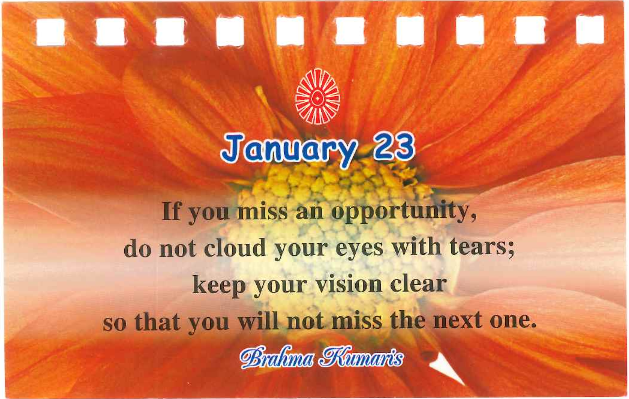 January 23
If you miss an opportunity,
do not cloud your eyes with tears;
keep your vision clear
so that you will not miss the next one.
Brahma Kumaris